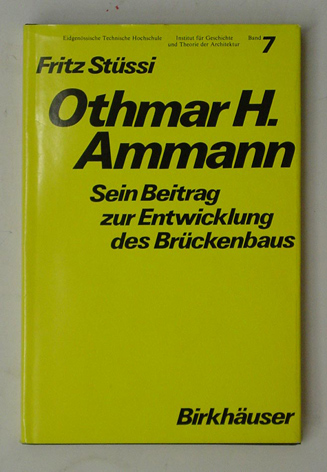 Eidgenössische Technische Hochschule Institut für Geschichte Band 7
und Theorie der Architektur
Fritz Stüssi
Othmar H.
Ammann
Sein Beitrag
zur Entwicklung
des Brückenbaus
Birkhäuser